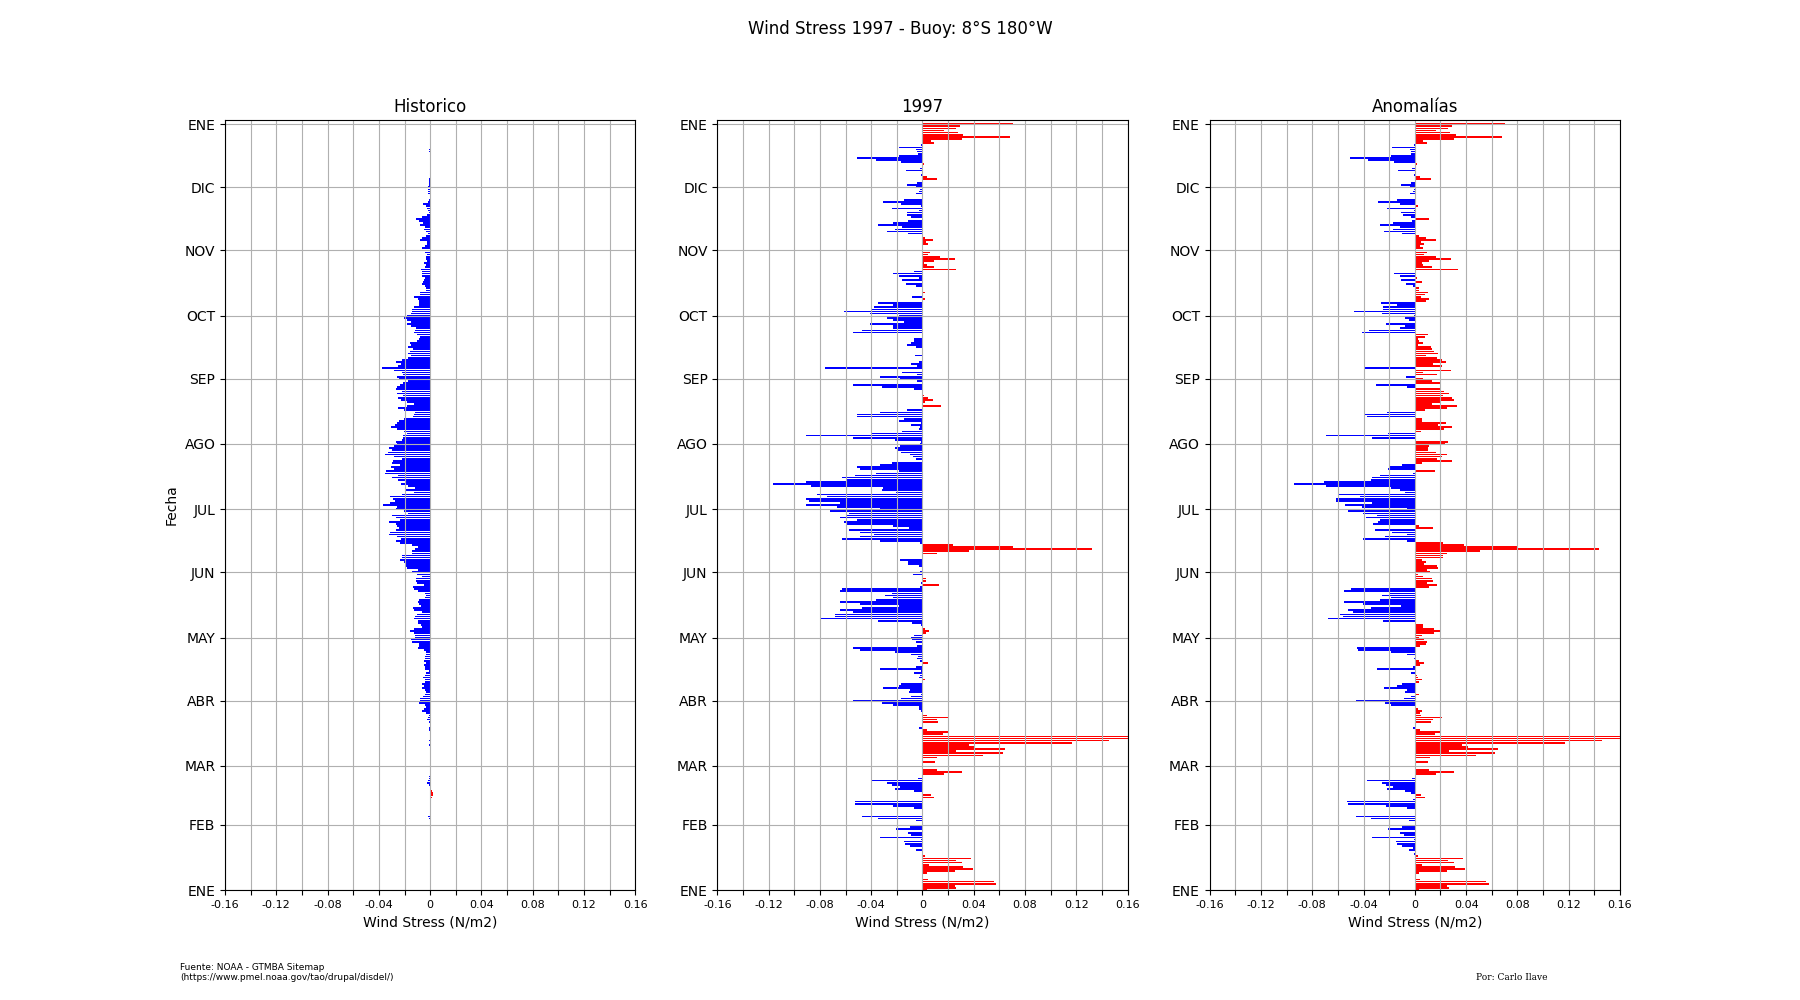 Wind Stress 1997 - Buoy: 8°S 180°W
Historico
1997
Anomalías
Fecha
ENE
DIC
NOV
OCT
SEP
AGO
JUL
JUN
MAY
ABR
MAR
FEB
ENE
-0.16 -0.12 -0.08 -0.04 0 0.04 0.08 0.12 0.16
Wind Stress (N/m2)
ENE
DIC
NOV
OCT
SEP
AGO
JUL
JUN
MAY
ABR
MAR
FEB
ENE
-0.16 -0.12 -0.08 -0.04 0 0.04 0.08 0.12 0.16
Wind Stress (N/m2)
ENE
DIC
NOV
OCT
SEP
AGO
JUL
JUN
MAY
ABR
MAR
FEB
ENE
-0.16 -0.12 -0.08 -0.04 0 0.04 0.08 0.12 0.16
Wind Stress (N/m2)
Fuente: NOAA - GTMBA Sitemap
(https://www.pmel.noaa.gov/tao/drupal/disdel/)
Por: Carlo Ilave